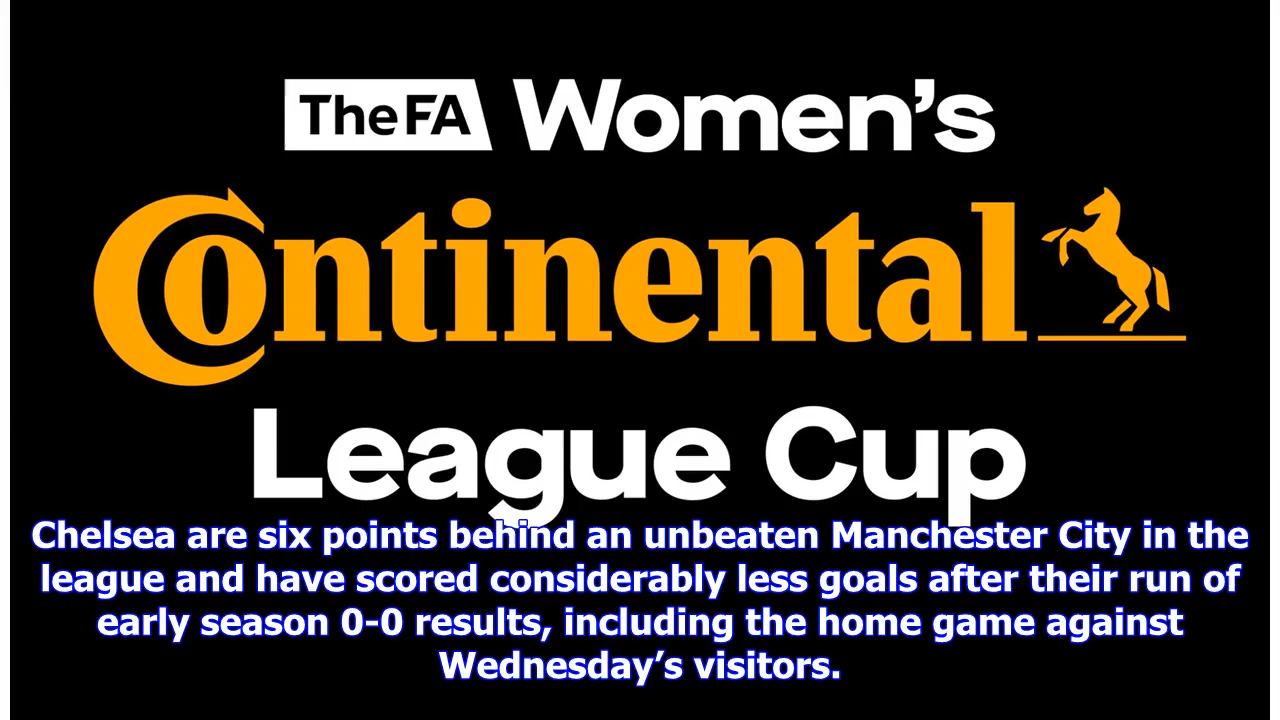 The FA Women’s
Continental
League Cup
Chelsea are six points behind an unbeaten Manchester City in the
league and have scored considerably less goals after their run of
early season 0-0 results, including the home game against
Wednesday’s visitors.